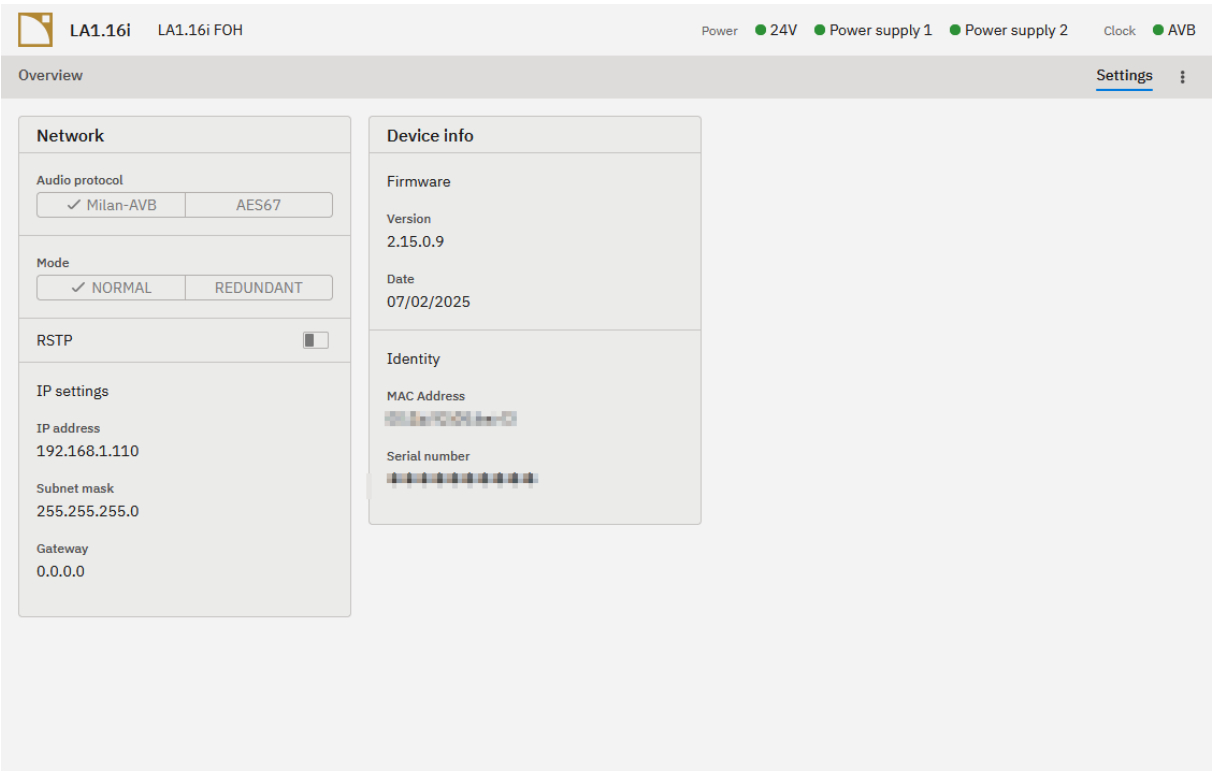 LA1.16i LA1.16i FOH Power 24V Power supply 1 Power supply 2 Clock AVB
Overview Settings
Network
Audio protocol
Milan-AVB AES67
Mode
NORMAL REDUNDANT
RSTP
IP settings
IP address
192.168.1.110
Subnet mask
255.255.255.0
Gateway
0.0.0.0
Device info
Firmware
Version
2.15.0.9
Date
07/02/2025
Identity
MAC Address
Serial number